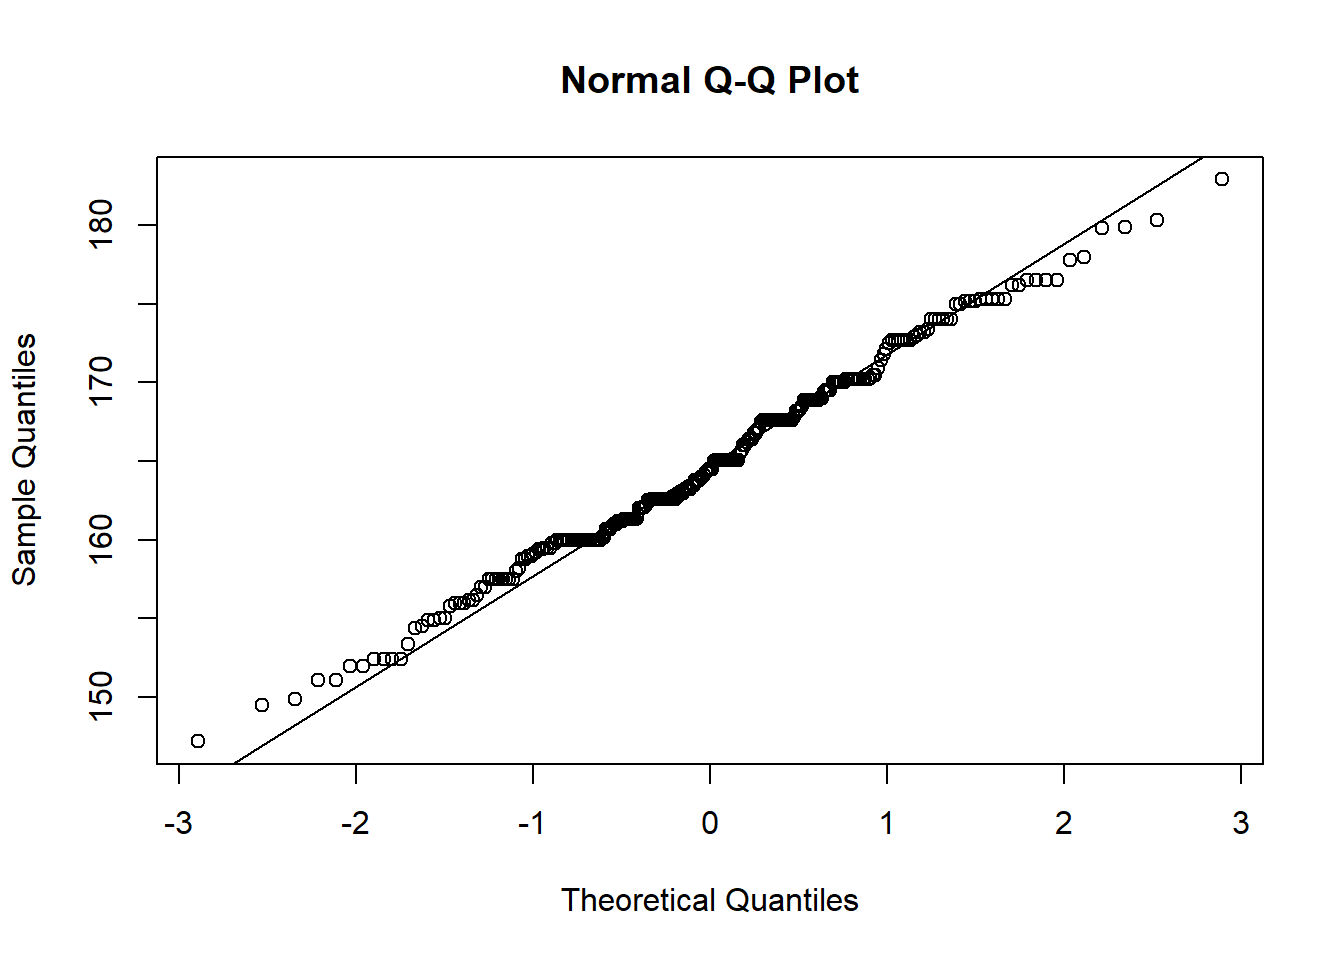 Normal Q-Q Plot
Sample Quantiles
180
170
160
150
-3 -2 -1 0 1 2 3
Theoretical Quantiles